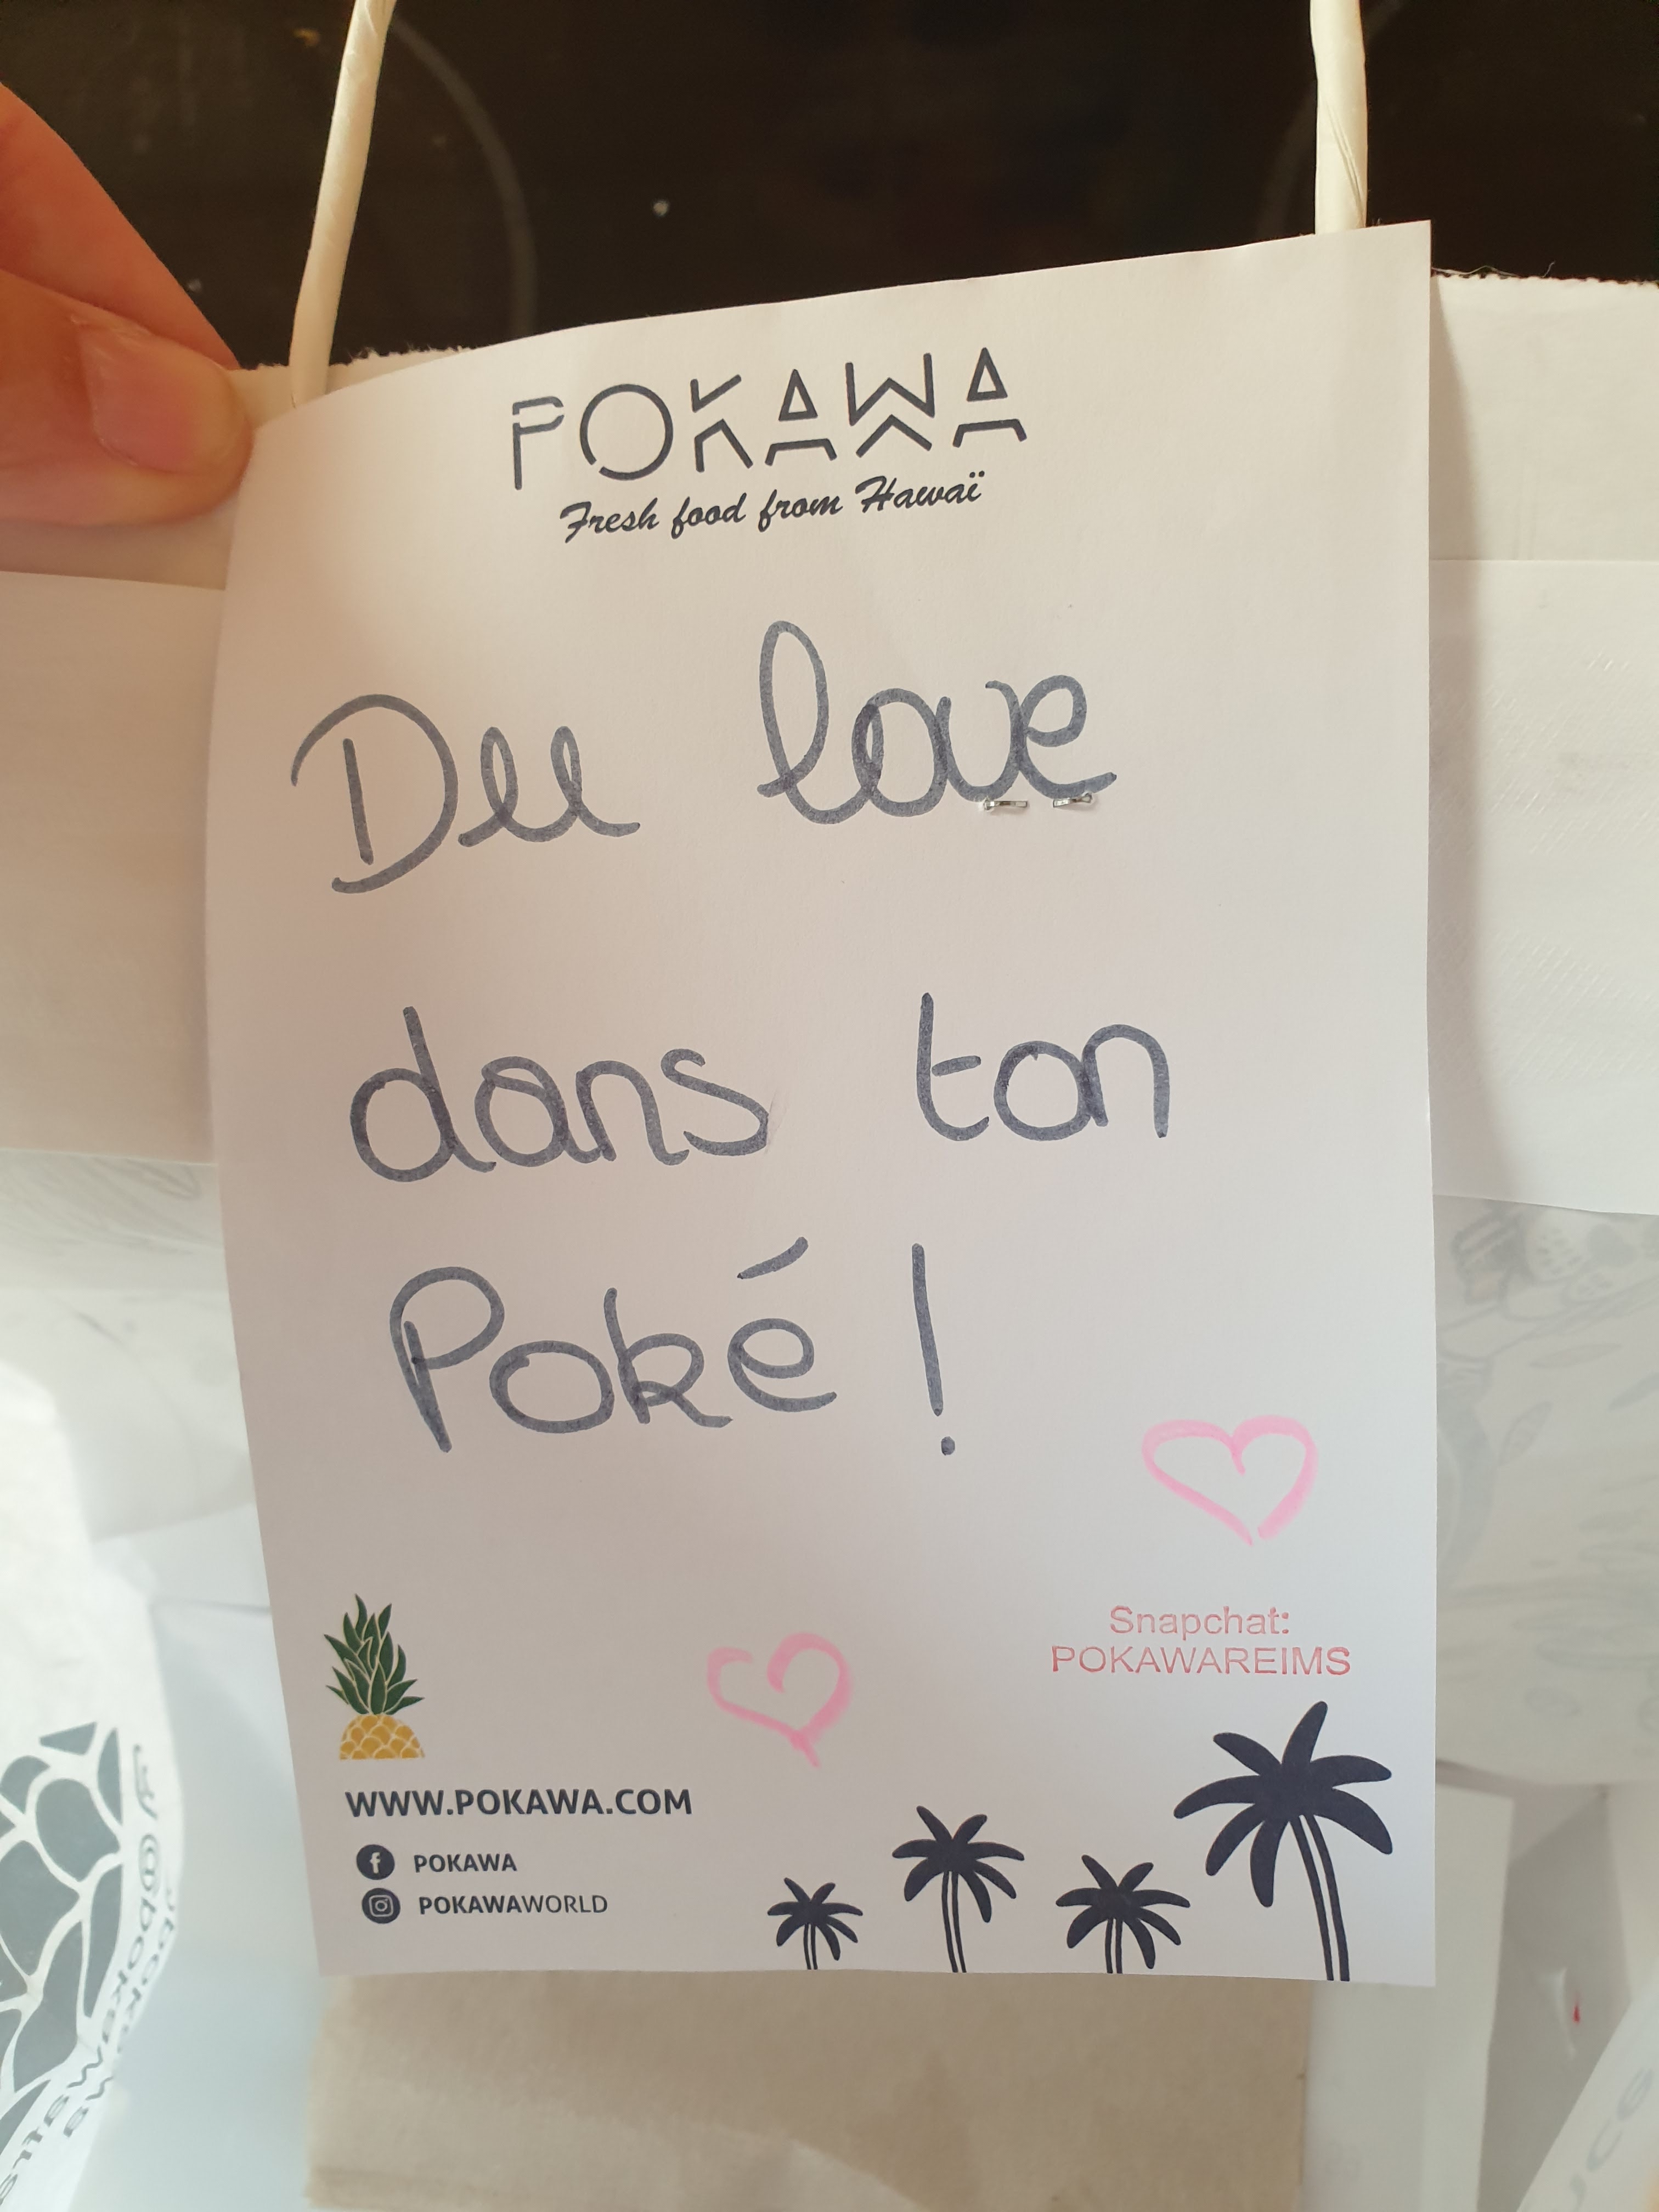 POKAWA
Fresh food from Hawaï
Du love
dans ton
Poké !
Snapchat:
POKAWAREIMS
WWW.POKAWA.COM
POKAWA
POKAWAWORLD